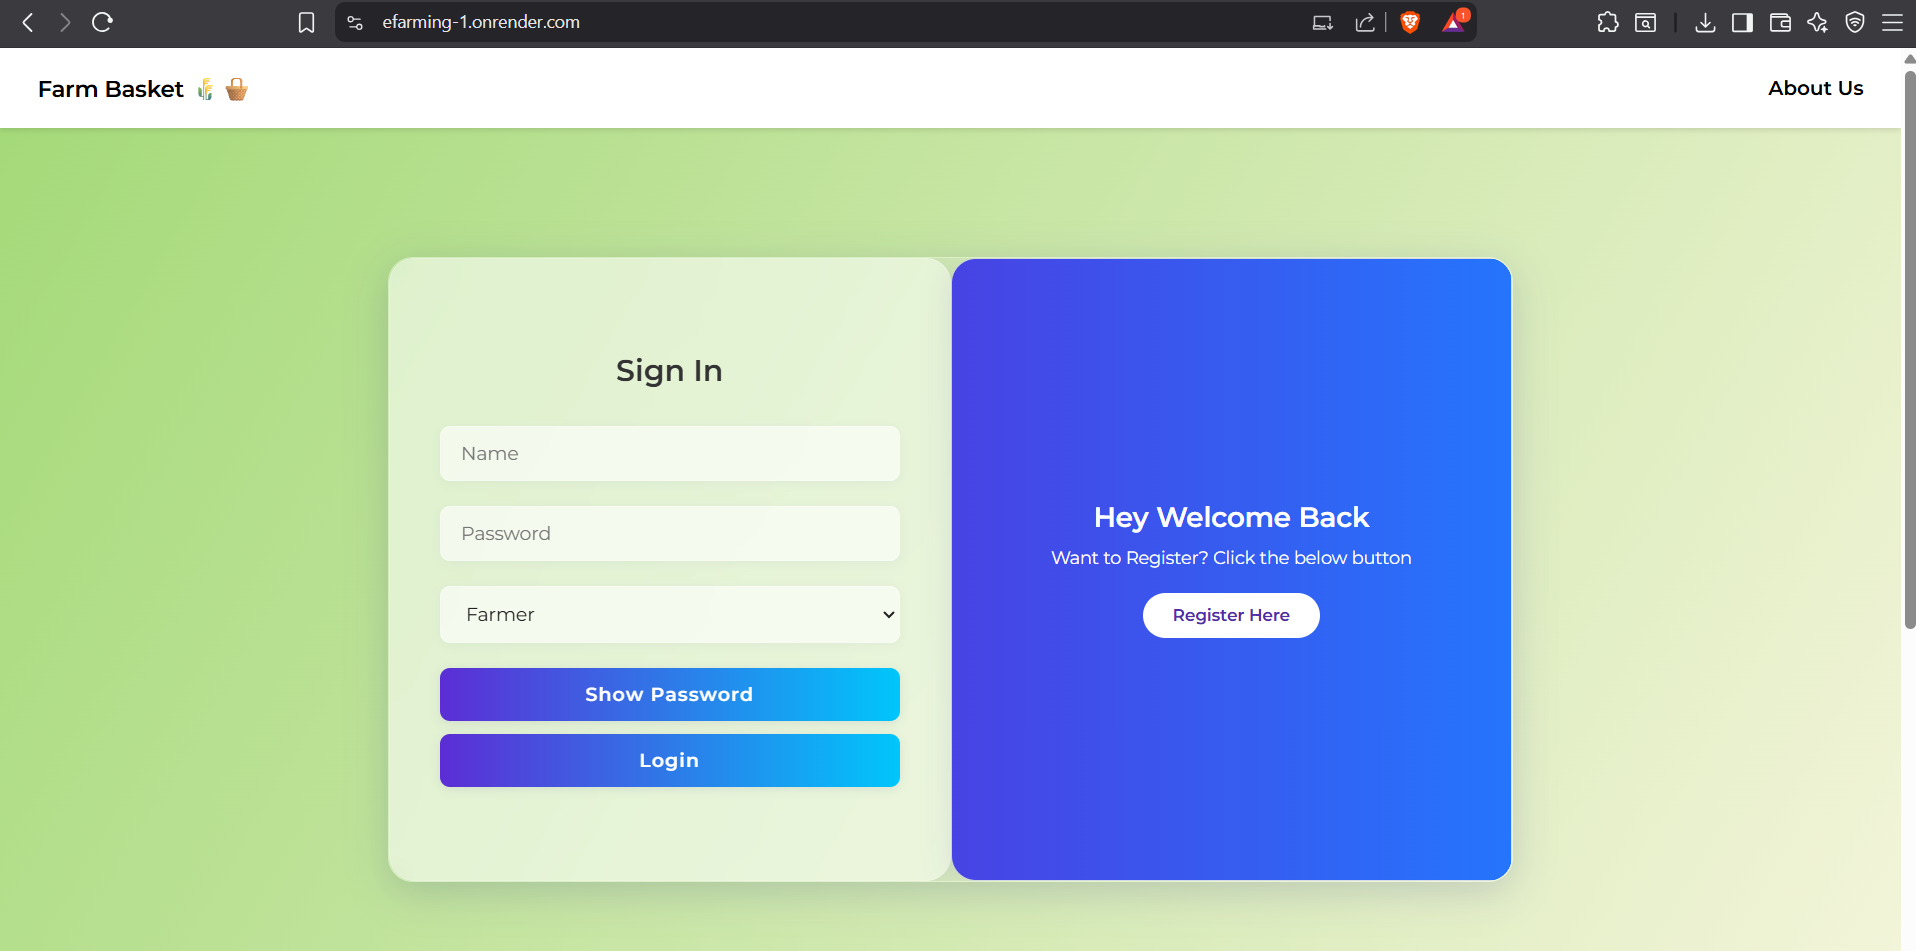 efarming-1.onrender.com
1
Farm Basket
About Us
Sign In
Name
Password
Farmer
Show Password
Login
Hey Welcome Back
Want to Register? Click the below button
Register Here